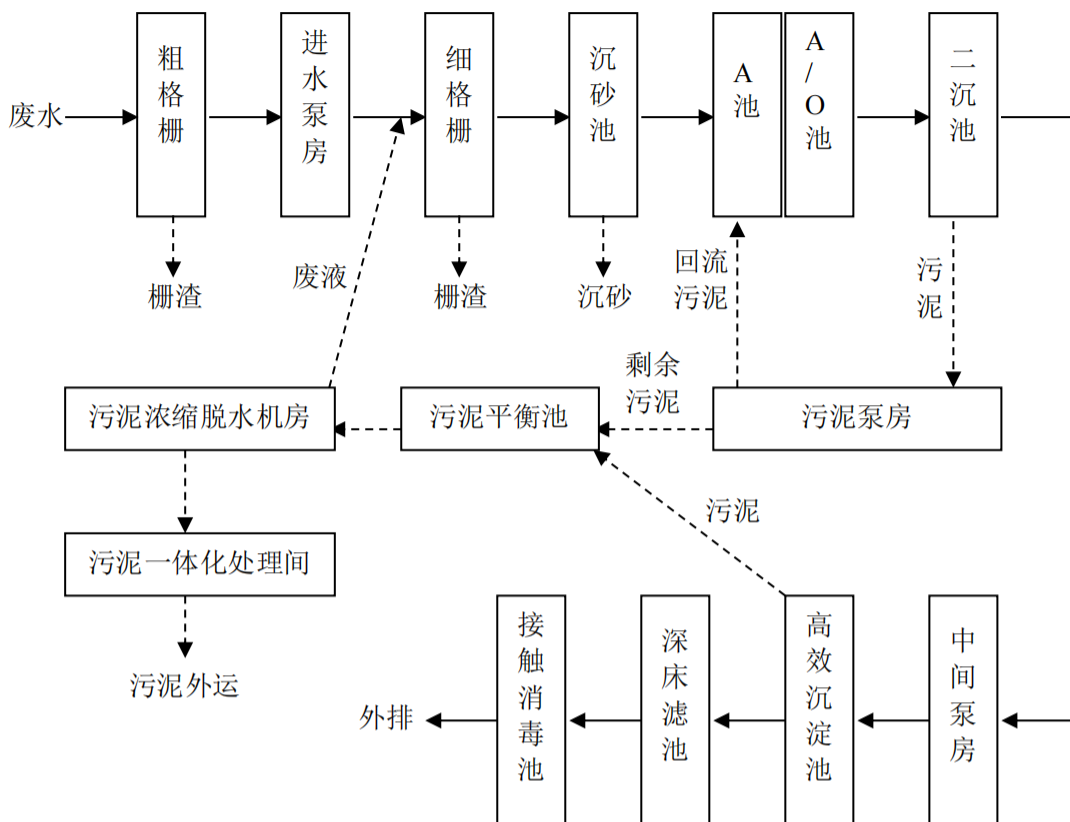 废水
粗格栅
进水泵房
细格栅
沉砂池
A池
A/O池
二沉池
栅渣
废液
栅渣
沉砂
回流
污泥
污泥
污泥浓缩脱水机房
污泥平衡池
剩余
污泥
污泥泵房
污泥
污泥一体化处理间
污泥外运
外排
接触消毒池
深床滤池
高效沉淀池
中间泵房